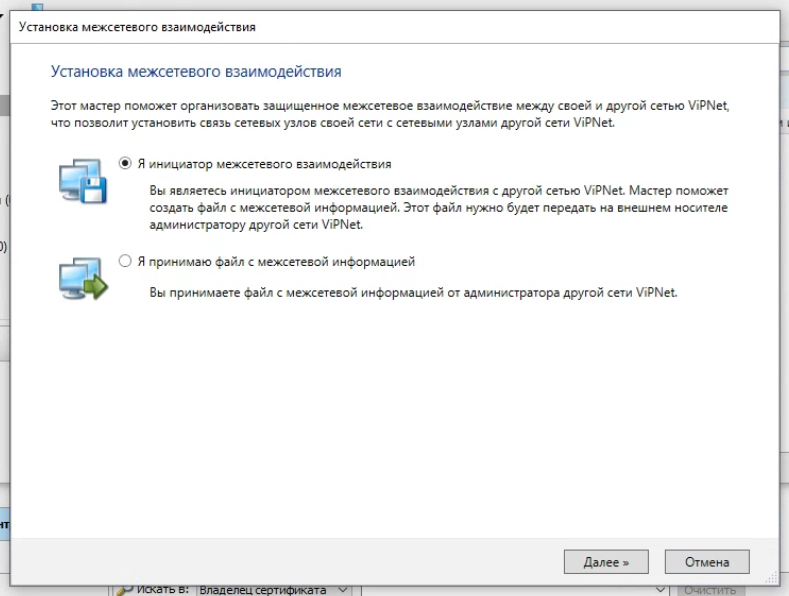 Установка межсетевого взаимодействия
Установка межсетевого взаимодействия
Этот мастер поможет организовать защищенное межсетевое взаимодействие между своей и другой сетью ViPNet,
что позволит установить связь сетевых узлов своей сети с сетевыми узлами другой сети ViPNet.
Я инициатор межсетевого взаимодействия
Вы являетесь инициатором межсетевого взаимодействия с другой сетью ViPNet. Мастер поможет
создать файл с межсетевой информацией. Этот файл нужно будет передать на внешнем носителе
администратору другой сети ViPNet.
Я принимаю файл с межсетевой информацией
Вы принимаете файл с межсетевой информацией от администратора другой сети ViPNet.
Далее »
Отмена
Искать в:
Владелец сертификата
Очистить